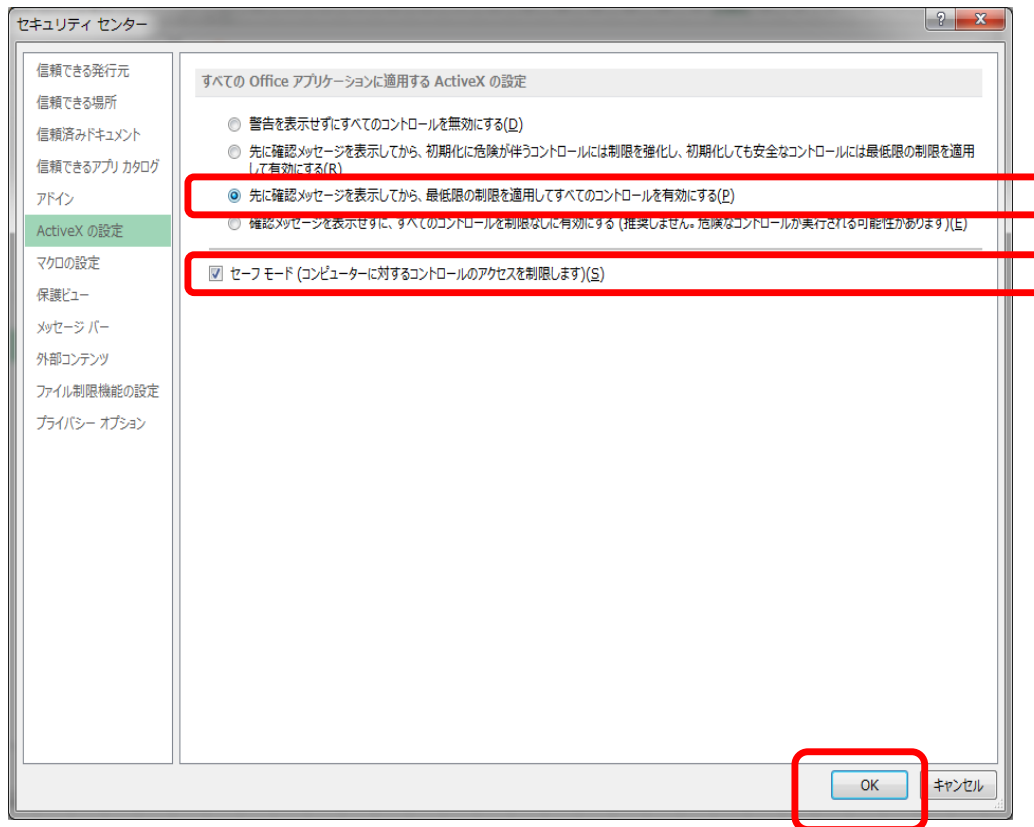 セキュリティ センター
?
信頼できる発行元
信頼できる場所
信頼済みドキュメント
信頼できるアプリ カタログ
アドイン
ActiveX の設定
マクロの設定
保護ビュー
メッセージ バー
外部コンテンツ
ファイル制限機能の設定
プライバシー オプション
すべての Office アプリケーションに適用する ActiveX の設定
警告を表示せずにすべてのコントロールを無効にする(D)
先に確認メッセージを表示してから、初期化に危険が伴うコントロールには制限を強化し、初期化しても安全なコントロールには最低限の制限を適用
して有効にする(R)
先に確認メッセージを表示してから、最低限の制限を適用してすべてのコントロールを有効にする(P)
確認メッセージを表示せずに、すべてのコントロールを制限なしに有効にする (推奨しません。危険なコントロールが実行される可能性があります)(E)
セーフ モード (コンピューターに対するコントロールのアクセスを制限します)(S)
OK
キャンセル